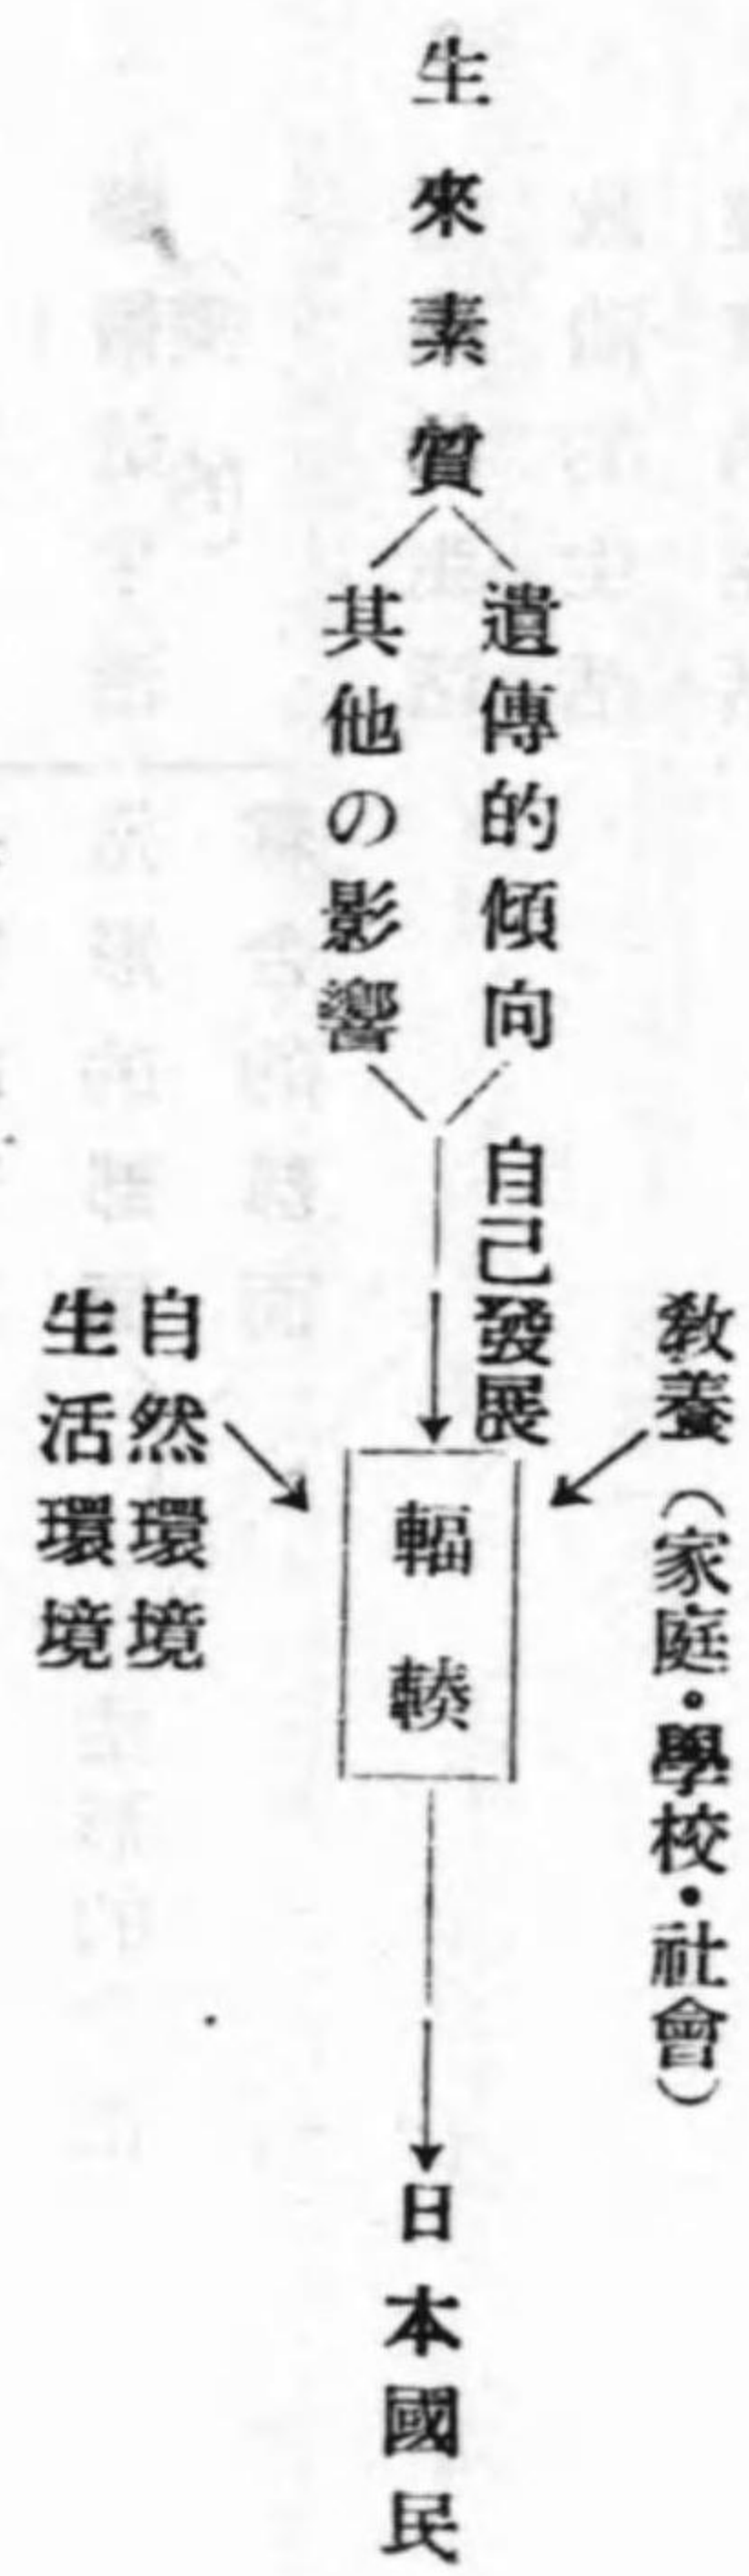 生來素質
遺傳的傾向
其他の影響
自己發展
敎養（家庭・學校・社會）
自然環境
生活環境
輻輳
日本國民